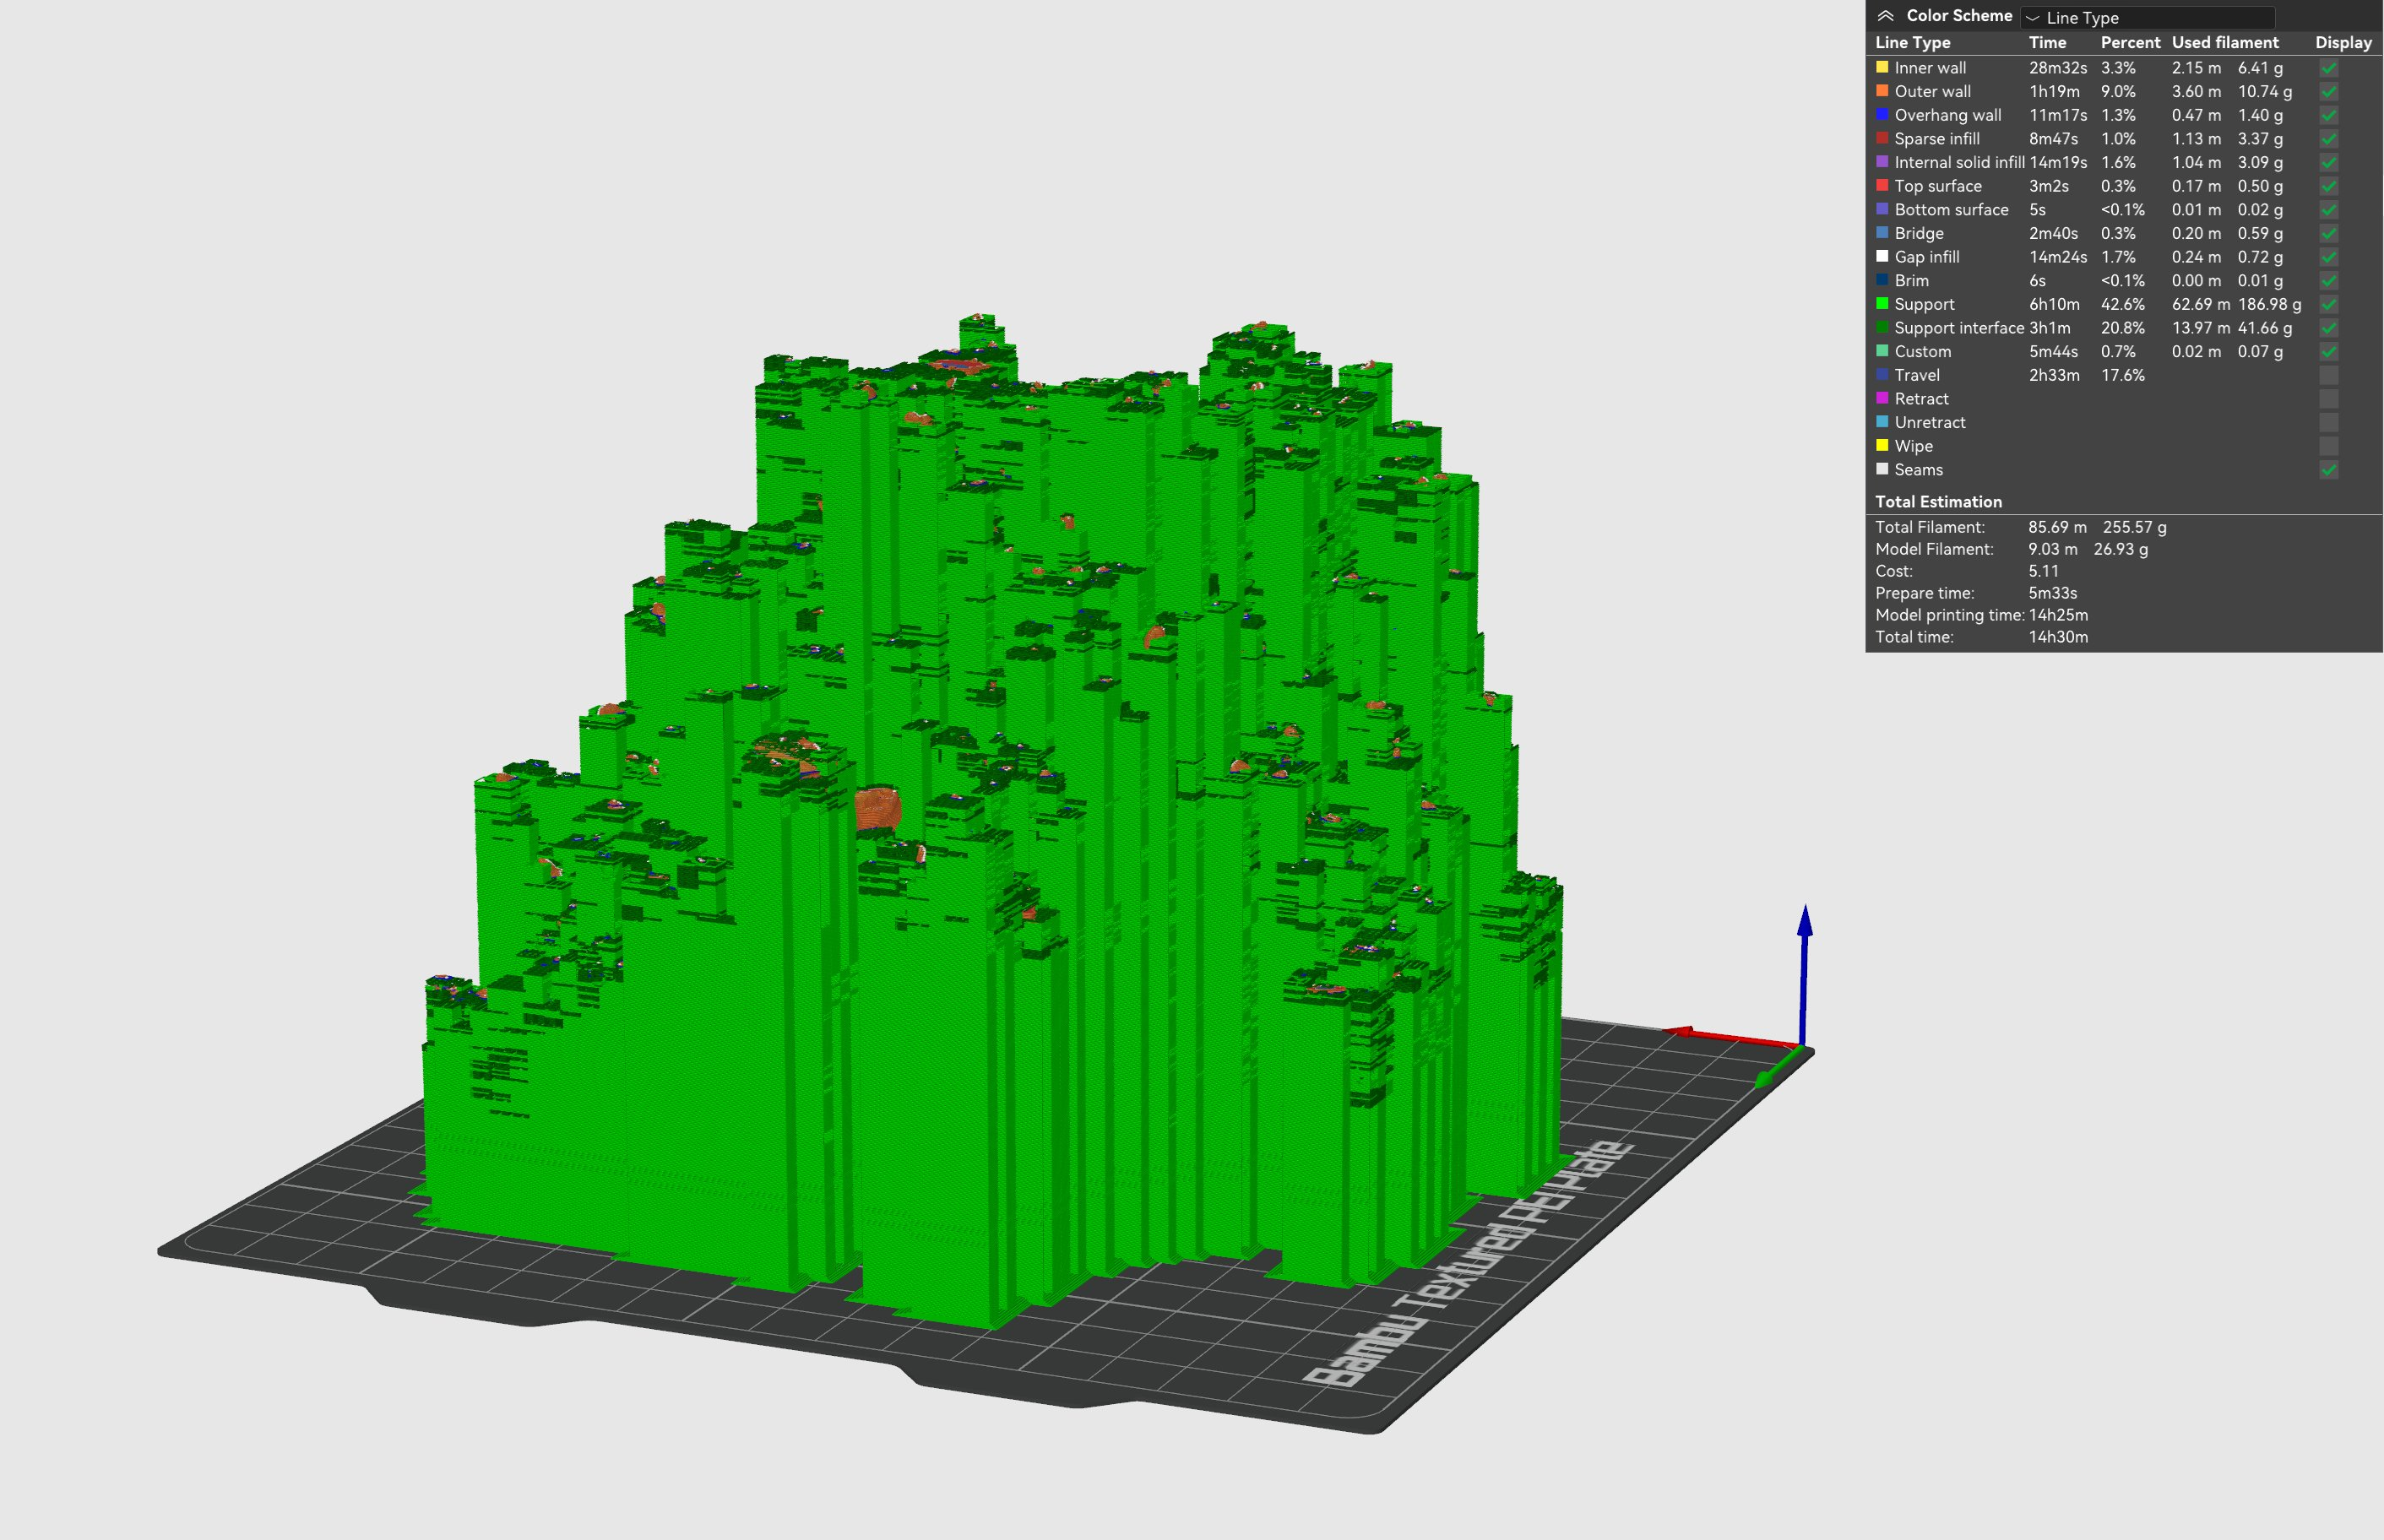 Color Scheme Line Type
Line Type Time Percent Used filament Display
Inner wall 28m32s 3.3% 2.15 m 6.41 g
Outer wall 1h19m 9.0% 3.60 m 10.74 g
Overhang wall 11m17s 1.3% 0.47 m 1.40 g
Sparse infill 8m47s 1.0% 1.13 m 3.37 g
Internal solid infill 14m19s 1.6% 1.04 m 3.09 g
Top surface 3m2s 0.3% 0.17 m 0.50 g
Bottom surface 5s <0.1% 0.01 m 0.02 g
Bridge 2m40s 0.3% 0.20 m 0.59 g
Gap infill 14m24s 1.7% 0.24 m 0.72 g
Brim 6s <0.1% 0.00 m 0.01 g
Support 6h10m 42.6% 62.69 m 186.98 g
Support interface 3h1m 20.8% 13.97 m 41.66 g
Custom 5m44s 0.7% 0.02 m 0.07 g
Travel 2h33m 17.6%
Retract
Unretract
Wipe
Seams
Total Estimation
Total Filament: 85.69 m 255.57 g
Model Filament: 9.03 m 26.93 g
Cost: 5.11
Prepare time: 5m33s
Model printing time: 14h25m
Total time: 14h30m
Bambu Textured PEI Plate